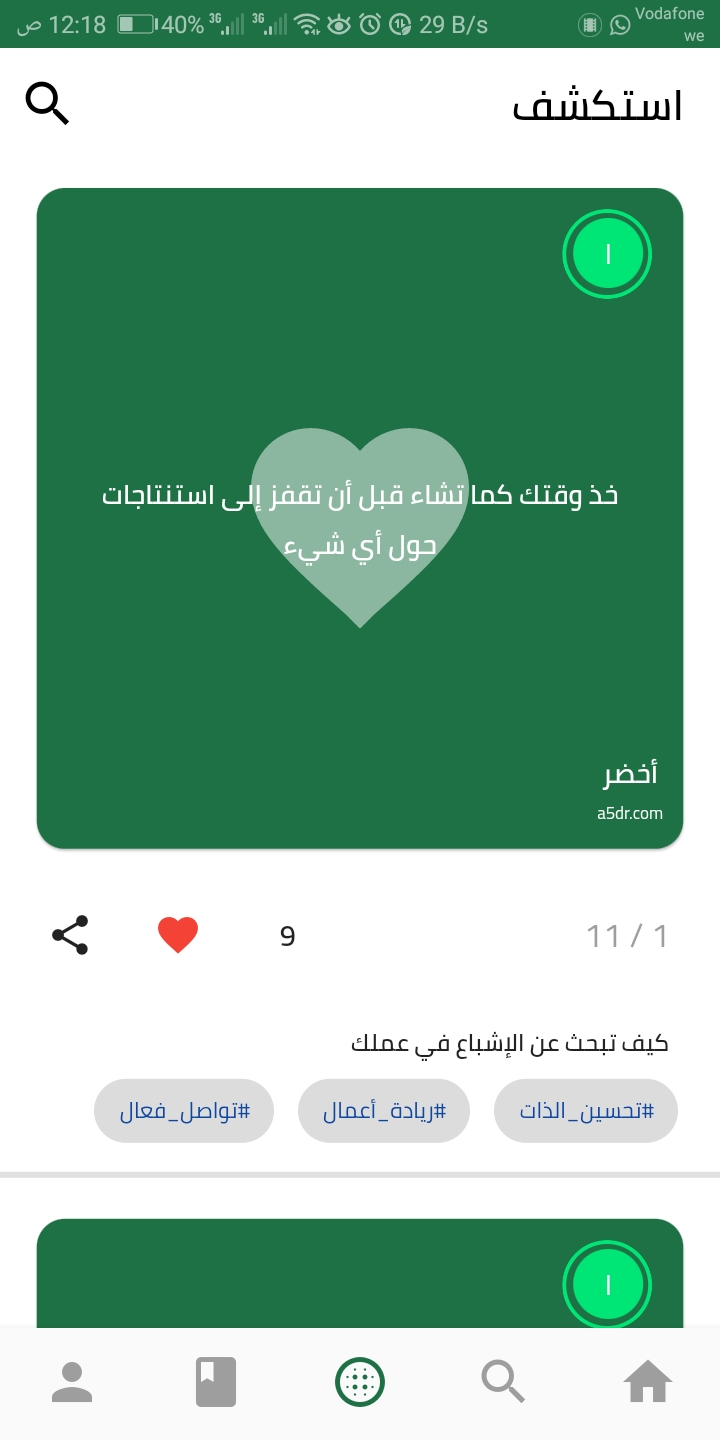 12:18 ص
40%
3G
3G
29 B/s
Vodafone
we
استكشف
ا
خذ وقتك كما تشاء قبل أن تقفز إلى استنتاجات
حول أي شيء
أخضر
a5dr.com
11 / 1
9
كيف تبحث عن الإشباع في عملك
#تحسين_الذات
#ريادة_أعمال
#تواصل_فعال
ا